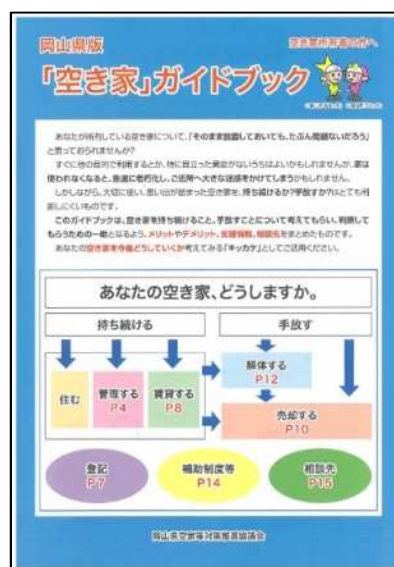 岡山県版
空き家所有者の方へ
「空き家」ガイドブック
あなたが所有している空き家について、「そのまま放置しておいても、たぶん問題ないだろう」
と思っておられませんか?
すぐに他の目的で利用するとか、特に目立った異変がないうちはよいかもしれませんが、家は
使われなくなると、急速に老朽化し、ご近所へ大きな迷惑をかけてしまうかもしれません。
しかしながら、大切に使い、思い出が詰まった空き家を、持ち続けるか?手放すか?はとても判
断しにくいものです。
このガイドブックは、空き家を持ち続けること、手放すことについて考えてもらい、判断して
もらうための一助となるよう、メリットやデメリット、支援情報、相談先をまとめたものです。
あなたの空き家を今後どうしていくか考えてみる「キッカケ」としてご活用ください。
あなたの空き家、どうしますか。
持ち続ける
手放す
住む
管理する
P4
賃貸する
P8
解体する
P12
売却する
P10
登記
P7
補助制度等
P14
相談先
P15
岡山県空家等対策推進協議会